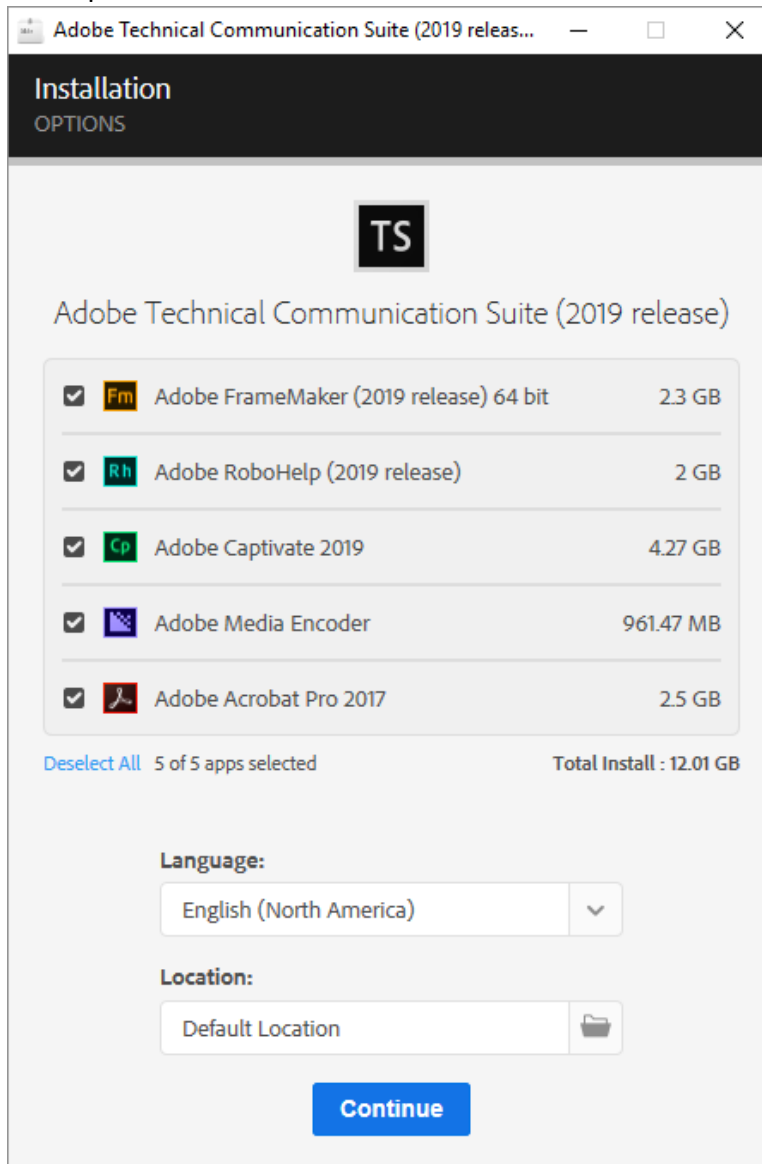 Adobe Technical Communication Suite (2019 releas...
Installation
OPTIONS
TS
Adobe Technical Communication Suite (2019 release)
Fm Adobe FrameMaker (2019 release) 64 bit 2.3 GB
Rh Adobe RoboHelp (2019 release) 2 GB
Cp Adobe Captivate 2019 4.27 GB
Adobe Media Encoder 961.47 MB
Adobe Acrobat Pro 2017 2.5 GB
Deselect All 5 of 5 apps selected Total Install : 12.01 GB
Language:
English (North America)
Location:
Default Location
Continue